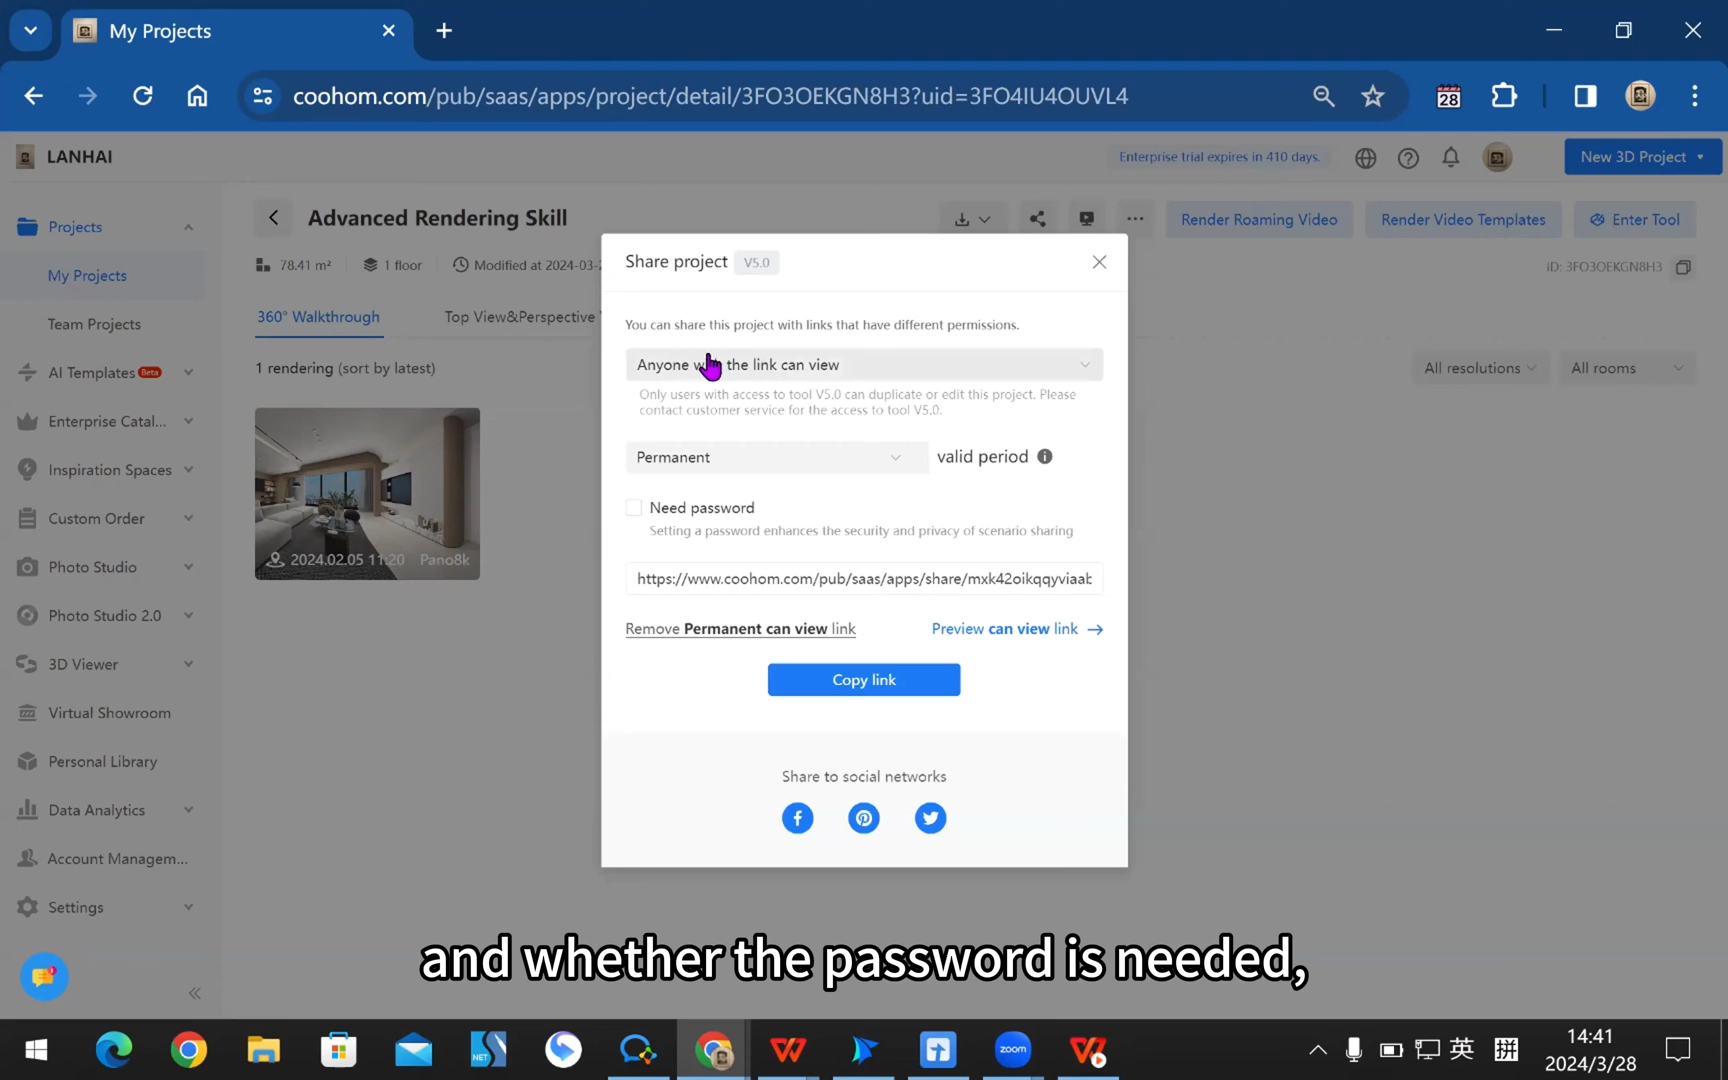 My Projects
coohom.com/pub/saas/apps/project/detail/3FO3OEKGN8H3?uid=3FO4IU4OUVL4
28
LANHAI
Enterprise trial expires in 410 days.
New 3D Project
Projects
My Projects
Team Projects
AI Templates Beta
Enterprise Catal...
Inspiration Spaces
Custom Order
Photo Studio
Photo Studio 2.0
3D Viewer
Virtual Showroom
Personal Library
Data Analytics
Account Managem...
Settings
Advanced Rendering Skill
Render Roaming Video
Render Video Templates
Enter Tool
78.41 m²
1 floor
Modified at 2024-03-2
ID: 3FO3OEKGN8H3
360° Walkthrough
Top View&Perspective
1 rendering (sort by latest)
All resolutions
All rooms
2024.02.05 11:20 Pano8k
Share project V5.0
You can share this project with links that have different permissions.
Anyone with the link can view
Only users with access to tool V5.0 can duplicate or edit this project. Please
contact customer service for the access to tool V5.0.
Permanent
valid period
Need password
Setting a password enhances the security and privacy of scenario sharing
https://www.coohom.com/pub/saas/apps/share/mxk42oikqqyviaat
Remove Permanent can view link
Preview can view link
Copy link
Share to social networks
and whether the password is needed,
NET
zoom
英
拼
14:41
2024/3/28